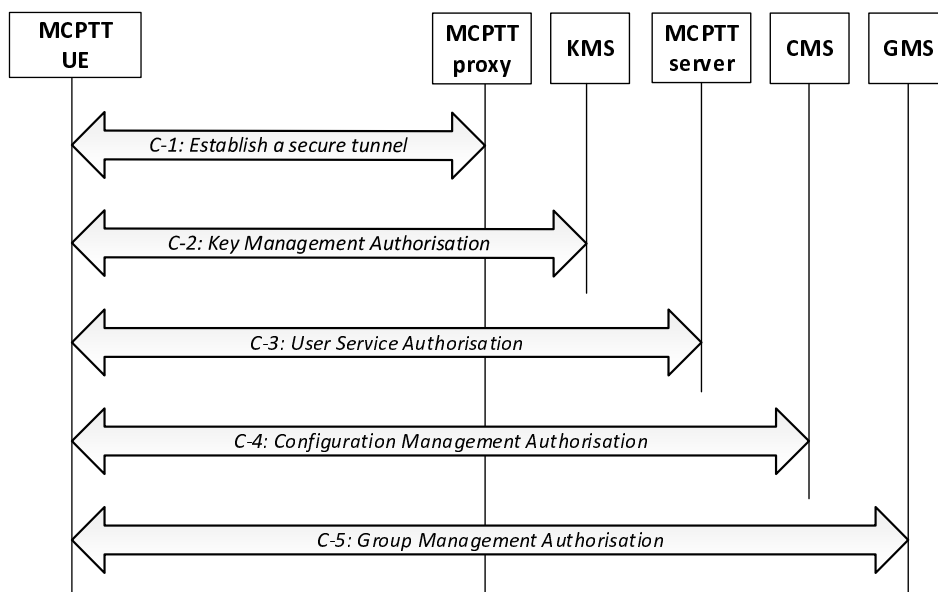 MCPTT
UE
MCPTT
proxy
KMS
MCPTT
server
CMS
GMS
C-1: Establish a secure tunnel
C-2: Key Management Authorisation
C-3: User Service Authorisation
C-4: Configuration Management Authorisation
C-5: Group Management Authorisation